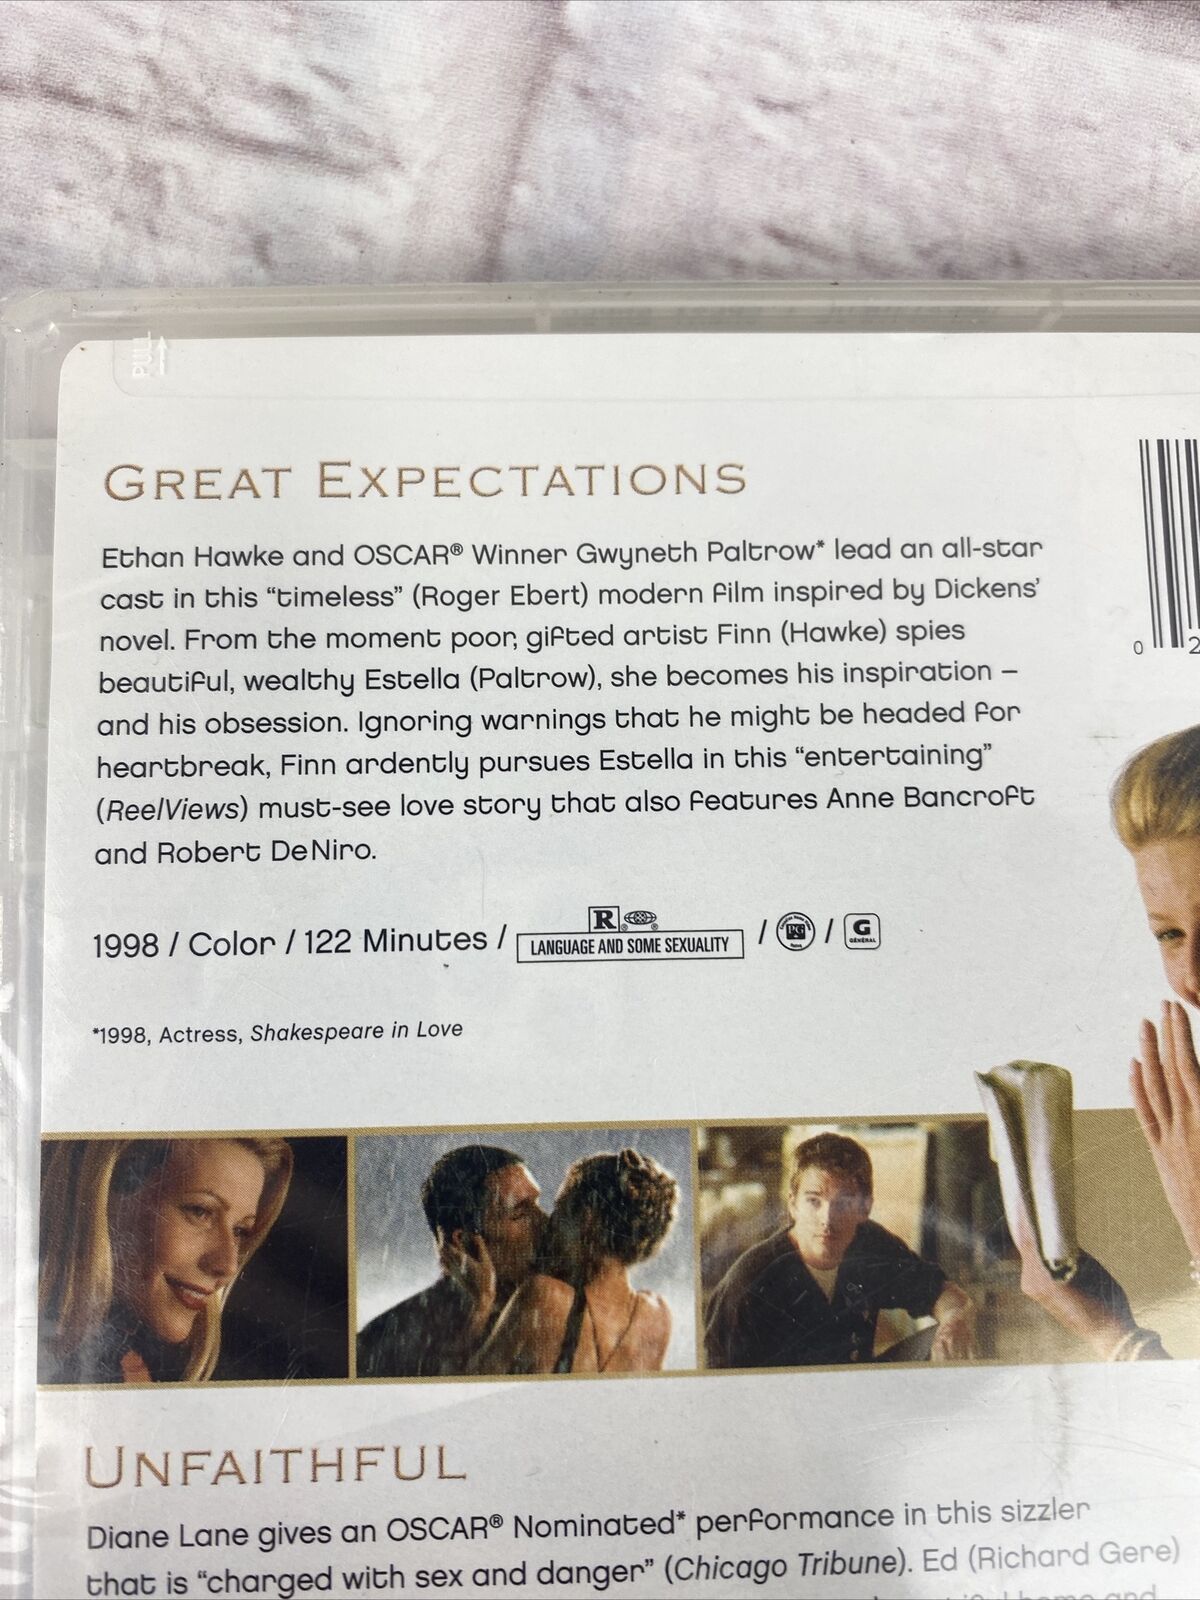 PULL
GREAT EXPECTATIONS
Ethan Hawke and OSCAR® Winner Gwyneth Paltrow* lead an all-star
cast in this “timeless” (Roger Ebert) modern film inspired by Dickens’
novel. From the moment poor, gifted artist Finn (Hawke) spies
beautiful, wealthy Estella (Paltrow), she becomes his inspiration –
and his obsession. Ignoring warnings that he might be headed for
heartbreak, Finn ardently pursues Estella in this “entertaining”
(ReelViews) must-see love story that also features Anne Bancroft
and Robert DeNiro.
0 2
1998 / Color / 122 Minutes / R ® LANGUAGE AND SOME SEXUALITY / PG / G GENERAL
*1998, Actress, Shakespeare in Love
UNFAITHFUL
Diane Lane gives an OSCAR® Nominated* performance in this sizzler
that is “charged with sex and danger” (Chicago Tribune). Ed (Richard Gere)
home and